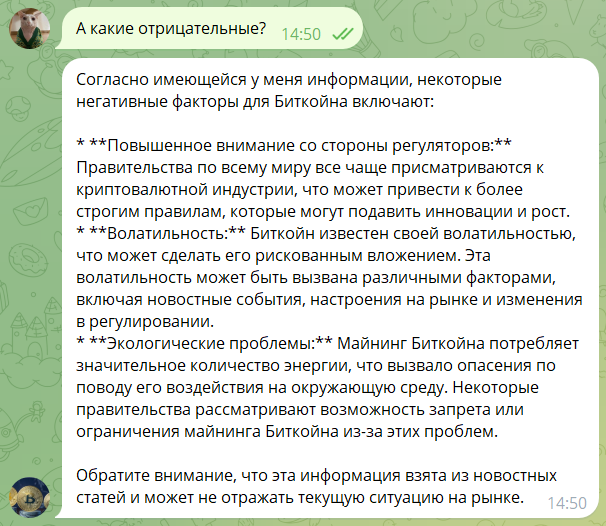 А какие отрицательные?
14:50
Согласно имеющейся у меня информации, некоторые
негативные факторы для Биткойна включают:
* **Повышенное внимание со стороны регуляторов:**
Правительства по всему миру все чаще присматриваются к
криптовалютной индустрии, что может привести к более
строгим правилам, которые могут подавить инновации и рост.
* **Волатильность:** Биткойн известен своей волатильностью,
что может сделать его рискованным вложением. Эта
волатильность может быть вызвана различными факторами,
включая новостные события, настроения на рынке и изменения
в регулировании.
* **Экологические проблемы:** Майнинг Биткойна потребляет
значительное количество энергии, что вызвало опасения по
поводу его воздействия на окружающую среду. Некоторые
правительства рассматривают возможность запрета или
ограничения майнинга Биткойна из-за этих проблем.
Обратите внимание, что эта информация взята из новостных
статей и может не отражать текущую ситуацию на рынке.
14:50